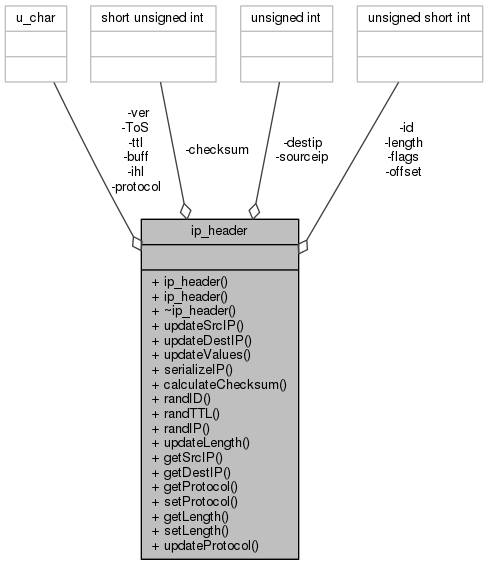 u_char
short unsigned int
unsigned int
unsigned short int
-ver
-ToS
-ttl
-buff
-ihl
-protocol
-checksum
-destip
-sourceip
-id
-length
-flags
-offset
ip_header
+ ip_header()
+ ip_header()
+ ~ip_header()
+ updateSrcIP()
+ updateDestIP()
+ updateValues()
+ serializeIP()
+ calculateChecksum()
+ randID()
+ randTTL()
+ randIP()
+ updateLength()
+ getSrcIP()
+ getDestIP()
+ getProtocol()
+ setProtocol()
+ getLength()
+ setLength()
+ updateProtocol()